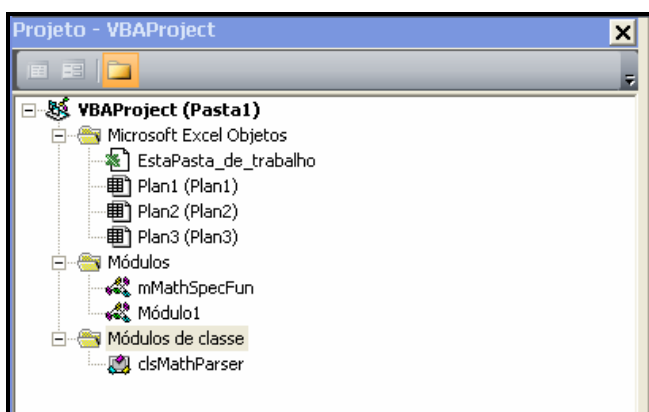 Projeto - VBAProject
VBAProject (Pasta1)
Microsoft Excel Objetos
EstaPasta_de_trabalho
Plan1 (Plan1)
Plan2 (Plan2)
Plan3 (Plan3)
Módulos
mMathSpecFun
Módulo1
Módulos de classe
clsMathParser